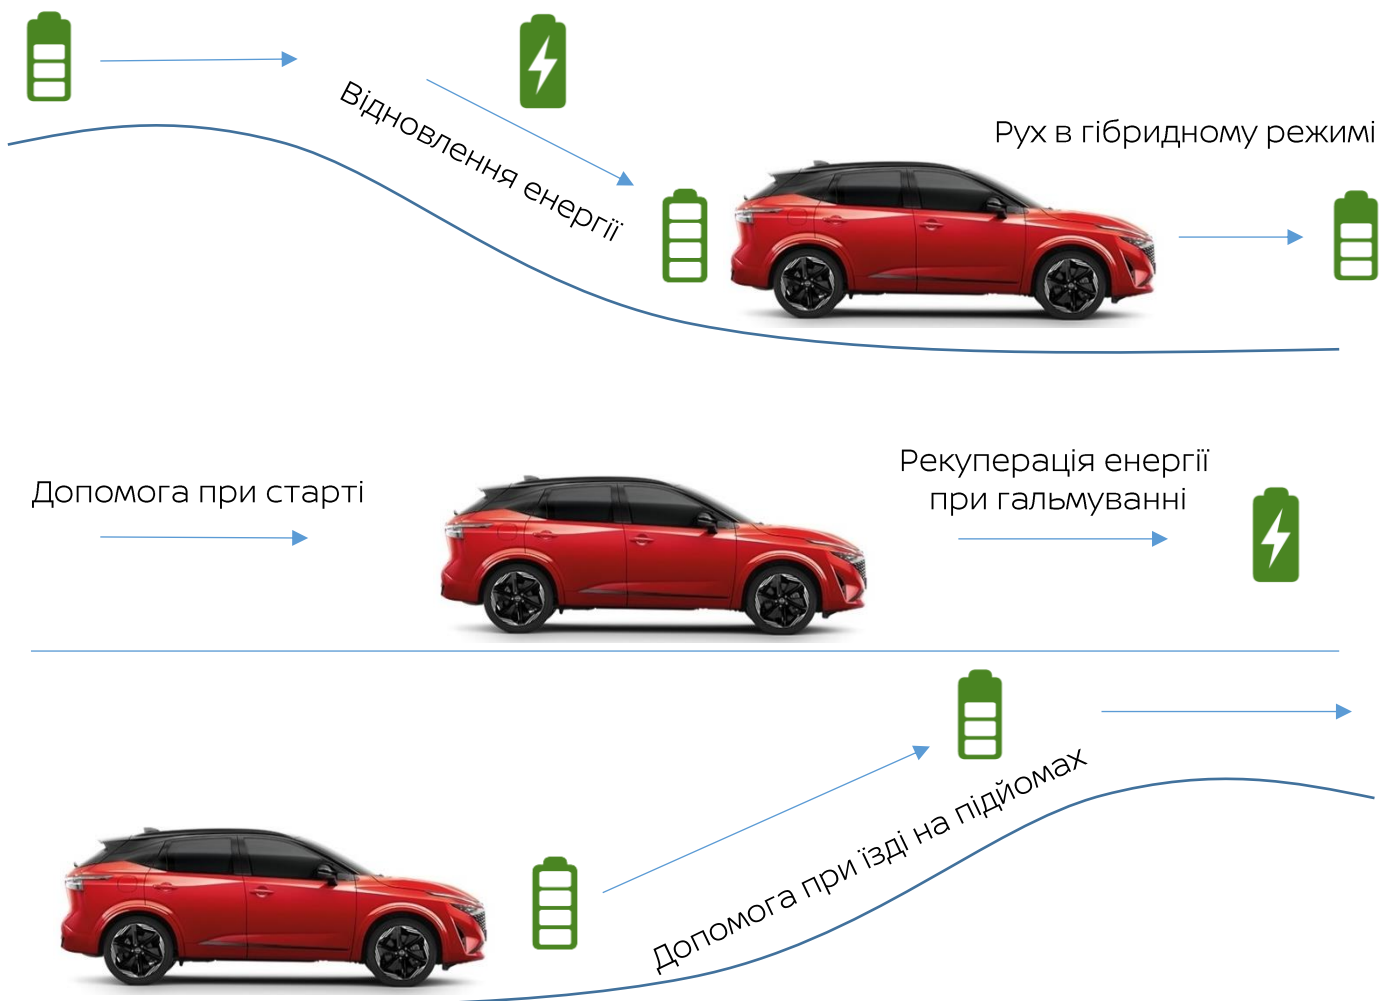 Відновлення енергії
Рух в гібридному режимі
Допомога при старті
Рекуперація енергії
при гальмуванні
Допомога при їзді на підйомах